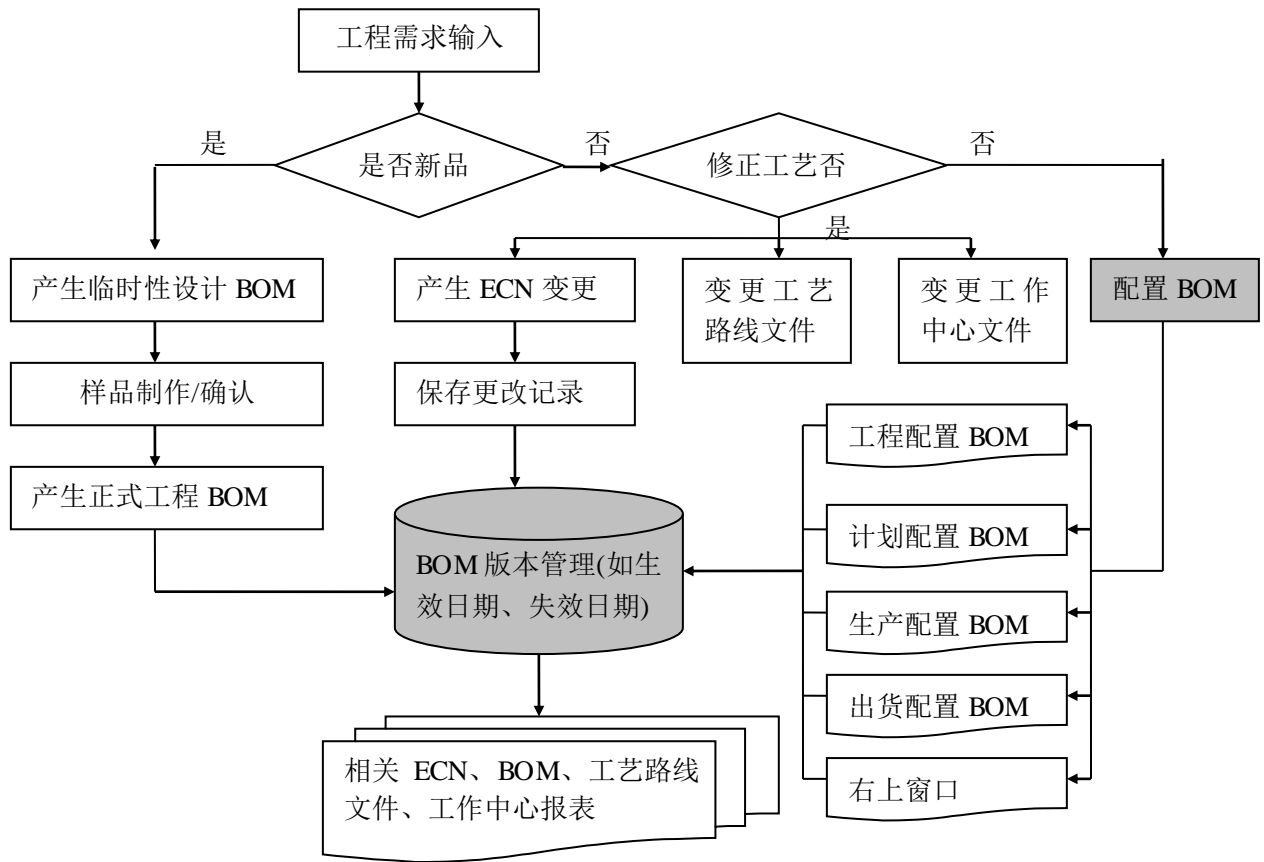 工程需求输入
是
是否新品
否
修正工艺否
否
是
产生临时性设计 BOM
产生 ECN 变更
变更工艺
路线文件
变更工作
中心文件
配置 BOM
样品制作/确认
保存更改记录
工程配置 BOM
产生正式工程 BOM
计划配置 BOM
BOM 版本管理(如生
效日期、失效日期)
生产配置 BOM
出货配置 BOM
相关 ECN、BOM、工艺路线
文件、工作中心报表
右上窗口